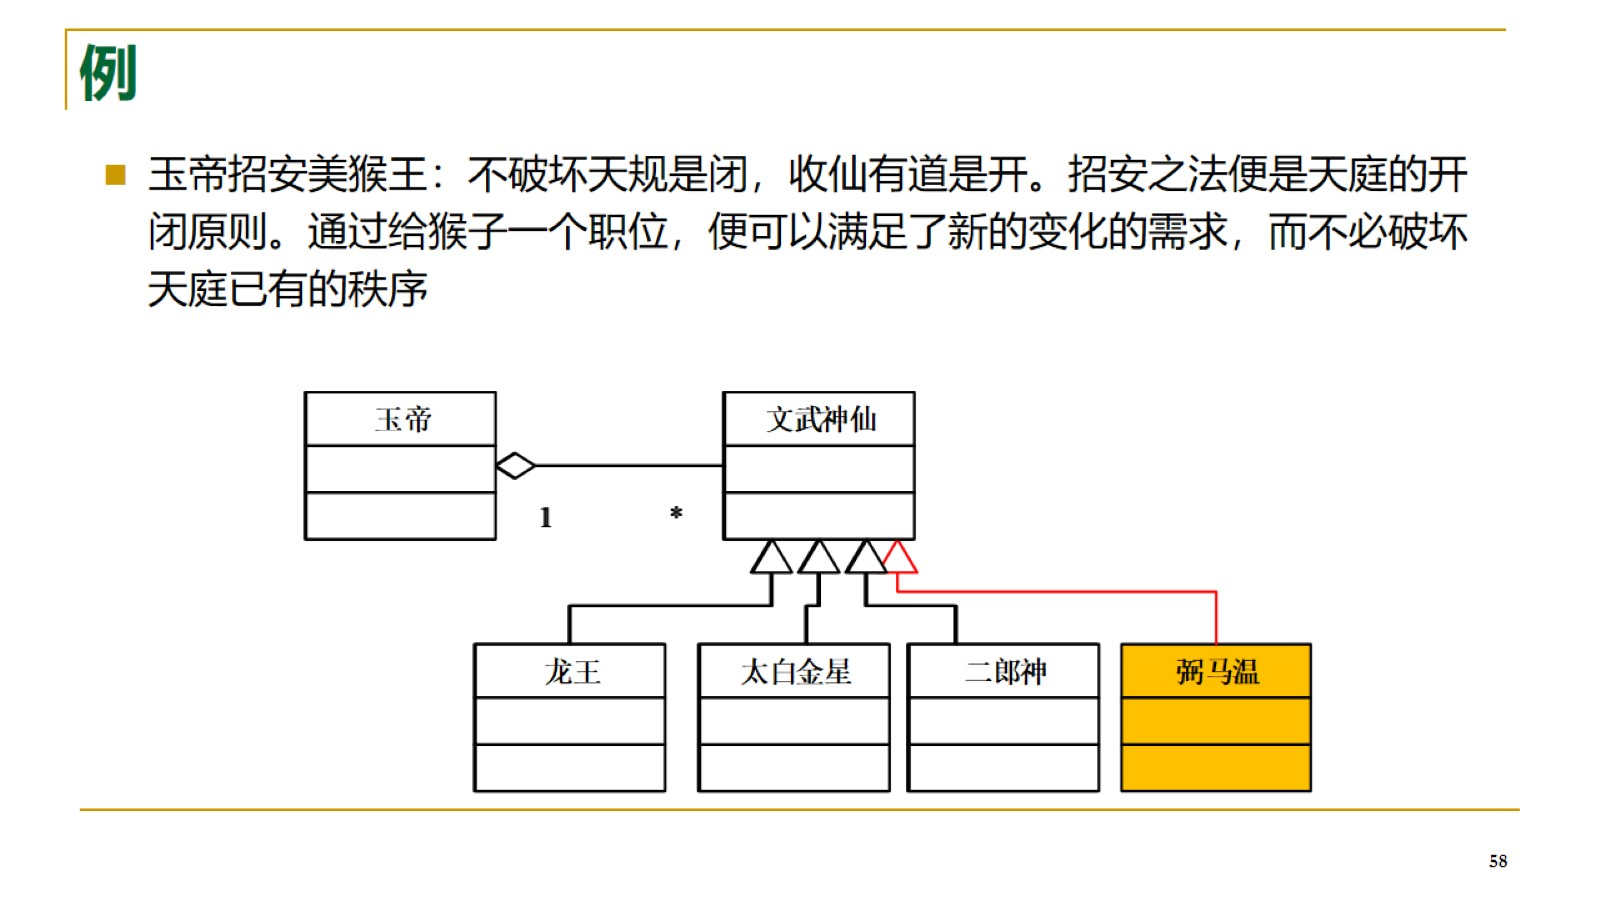 例
玉帝招安美猴王：不破坏天规是闭，收仙有道是开。招安之法便是天庭的开
闭原则。通过给猴子一个职位，便可以满足了新的变化的需求，而不必破坏
天庭已有的秩序
玉帝
文武神仙
1
*
龙王
太白金星
二郎神
弼马温
58